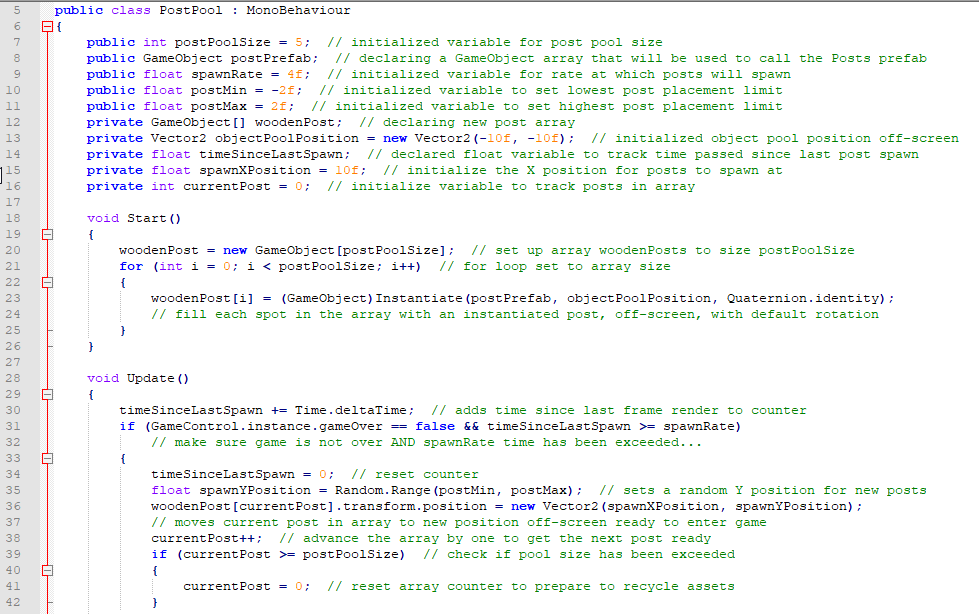 5 public class PostPool : MonoBehaviour
6 {
7 public int postPoolSize = 5; // initialized variable for post pool size
8 public GameObject postPrefab; // declaring a GameObject array that will be used to call the Posts prefab
9 public float spawnRate = 4f; // initialized variable for rate at which posts will spawn
10 public float postMin = -2f; // initialized variable to set lowest post placement limit
11 public float postMax = 2f; // initialized variable to set highest post placement limit
12 private GameObject[] woodenPost; // declaring new post array
13 private Vector2 objectPoolPosition = new Vector2(-10f, -10f); // initialized object pool position off-screen
14 private float timeSinceLastSpawn; // declared float variable to track time passed since last post spawn
15 private float spawnXPosition = 10f; // initialize the X position for posts to spawn at
16 private int currentPost = 0; // initialize variable to track posts in array
17
18 void Start()
19 {
20 woodenPost = new GameObject[postPoolSize]; // set up array woodenPosts to size postPoolSize
21 for (int i = 0; i < postPoolSize; i++) // for loop set to array size
22 {
23 woodenPost[i] = (GameObject)Instantiate(postPrefab, objectPoolPosition, Quaternion.identity);
24 // fill each spot in the array with an instantiated post, off-screen, with default rotation
25 }
26 }
27
28 void Update()
29 {
30 timeSinceLastSpawn += Time.deltaTime; // adds time since last frame render to counter
31 if (GameControl.instance.gameOver == false && timeSinceLastSpawn >= spawnRate)
32 // make sure game is not over AND spawnRate time has been exceeded...
33 {
34 timeSinceLastSpawn = 0; // reset counter
35 float spawnYPosition = Random.Range(postMin, postMax); // sets a random Y position for new posts
36 woodenPost[currentPost].transform.position = new Vector2(spawnXPosition, spawnYPosition);
37 // moves current post in array to new position off-screen ready to enter game
38 currentPost++; // advance the array by one to get the next post ready
39 if (currentPost >= postPoolSize) // check if pool size has been exceeded
40 {
41 currentPost = 0; // reset array counter to prepare to recycle assets
42 }